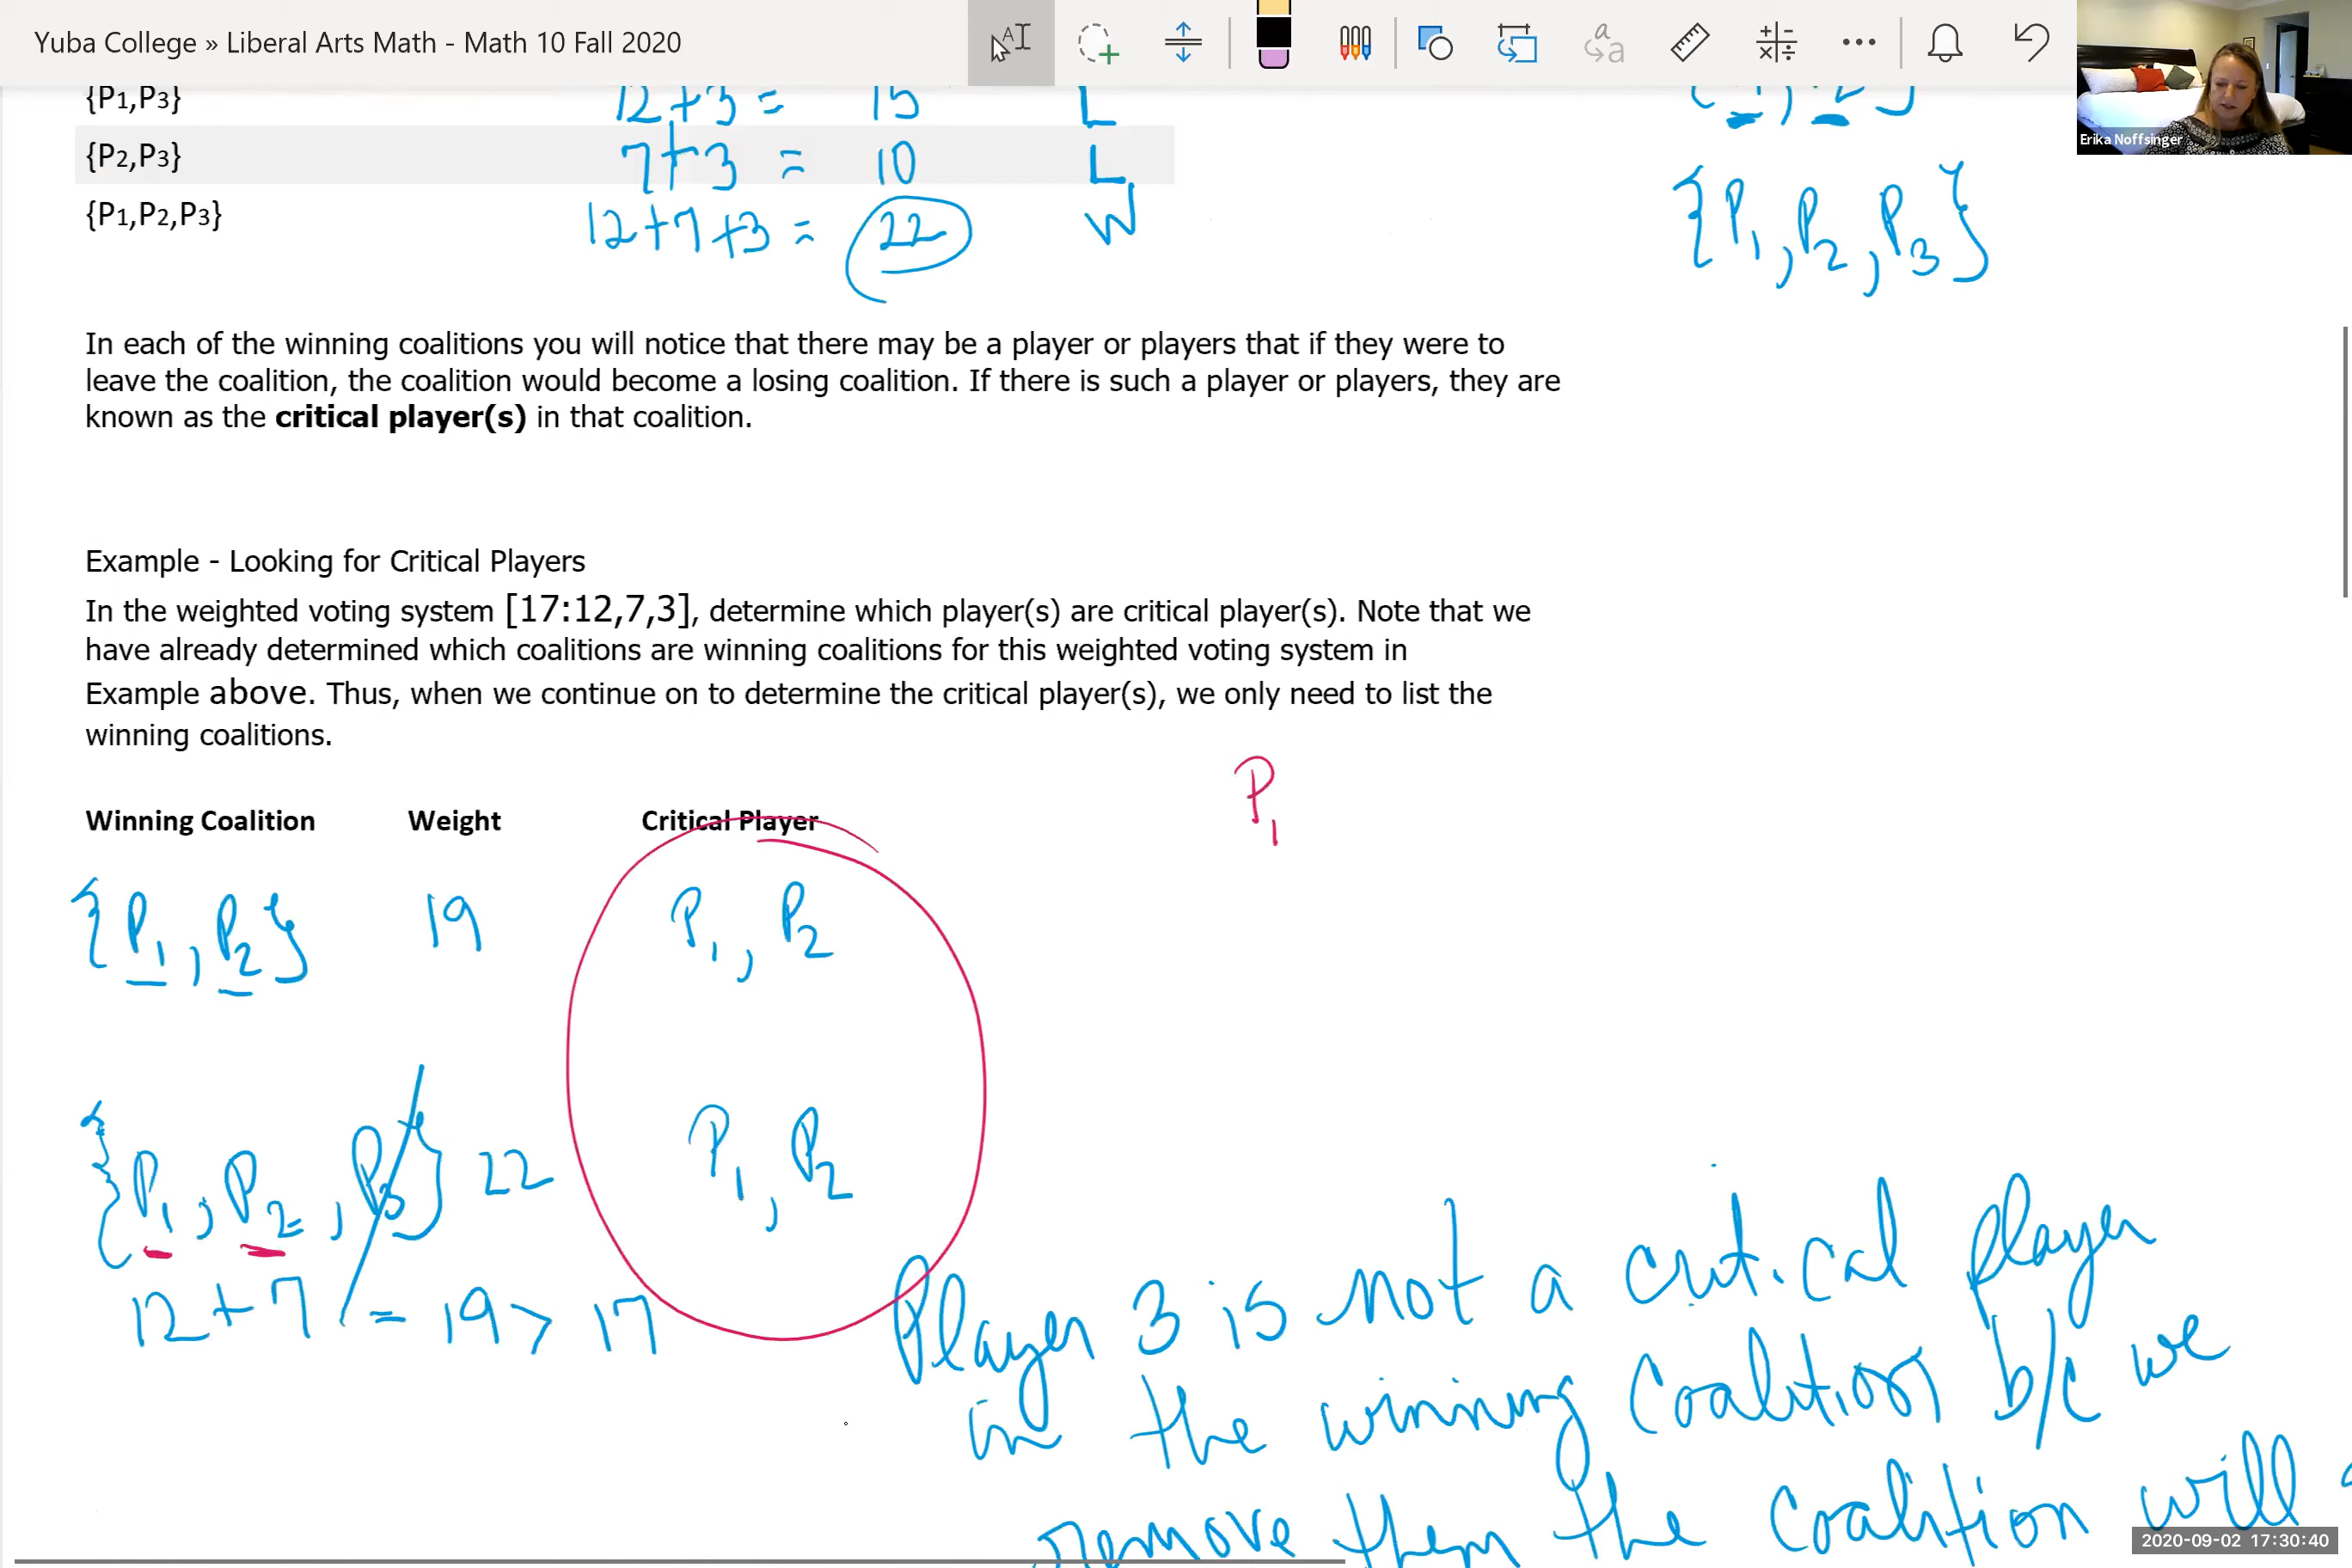 Yuba College » Liberal Arts Math - Math 10 Fall 2020
Erika Noffsinger
{P1,P3} 12+3 = 15 L
{P2,P3} 7+3 = 10 L
{P1,P2,P3} 12+7+3 = 22 W
{P1,P2,P3}
In each of the winning coalitions you will notice that there may be a player or players that if they were to
leave the coalition, the coalition would become a losing coalition. If there is such a player or players, they are
known as the critical player(s) in that coalition.
Example - Looking for Critical Players
In the weighted voting system [17:12,7,3], determine which player(s) are critical player(s). Note that we
have already determined which coalitions are winning coalitions for this weighted voting system in
Example above. Thus, when we continue on to determine the critical player(s), we only need to list the
winning coalitions.
P1
Winning Coalition Weight Critical Player
{P1,P2} 19 P1, P2
{P1,P2,P3} 22 P1, P2
12+7 = 19 > 17
Player 3 is not a critical player
in the winning coalition b/c we
remove them the coalition will
2020-09-02 17:30:40